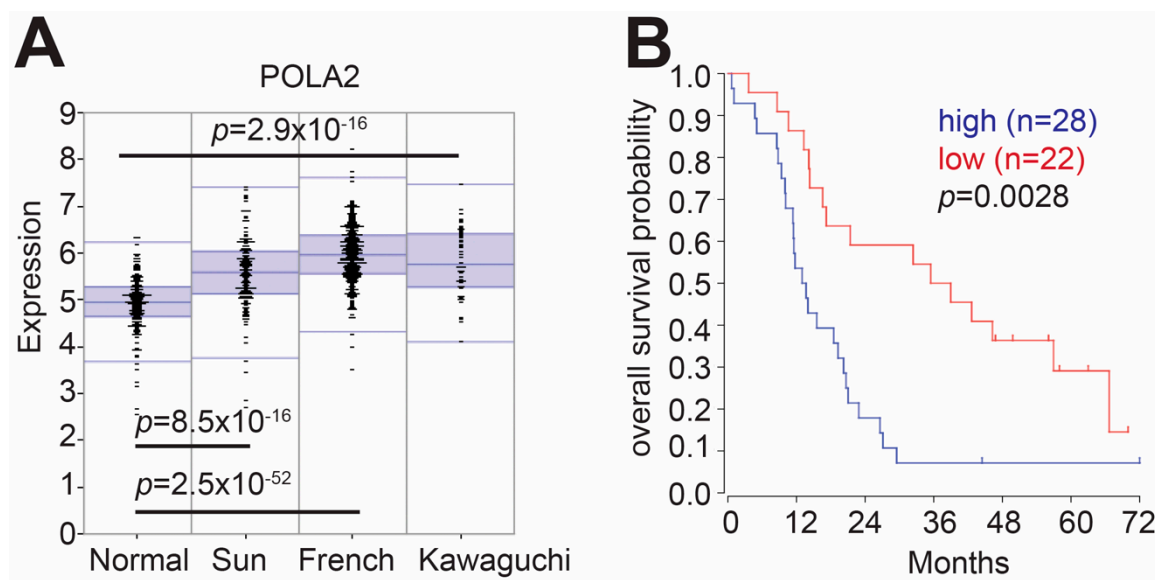 A
POLA2
Expression
9
8
7
6
5
4
3
2
1
0
p=2.9x10⁻¹⁶
p=8.5x10⁻¹⁶
p=2.5x10⁻⁵²
Normal Sun French Kawaguchi
B
overall survival probability
1.0
0.9
0.8
0.7
0.6
0.5
0.4
0.3
0.2
0.1
0.0
high (n=28)
low (n=22)
p=0.0028
0 12 24 36 48 60 72
Months